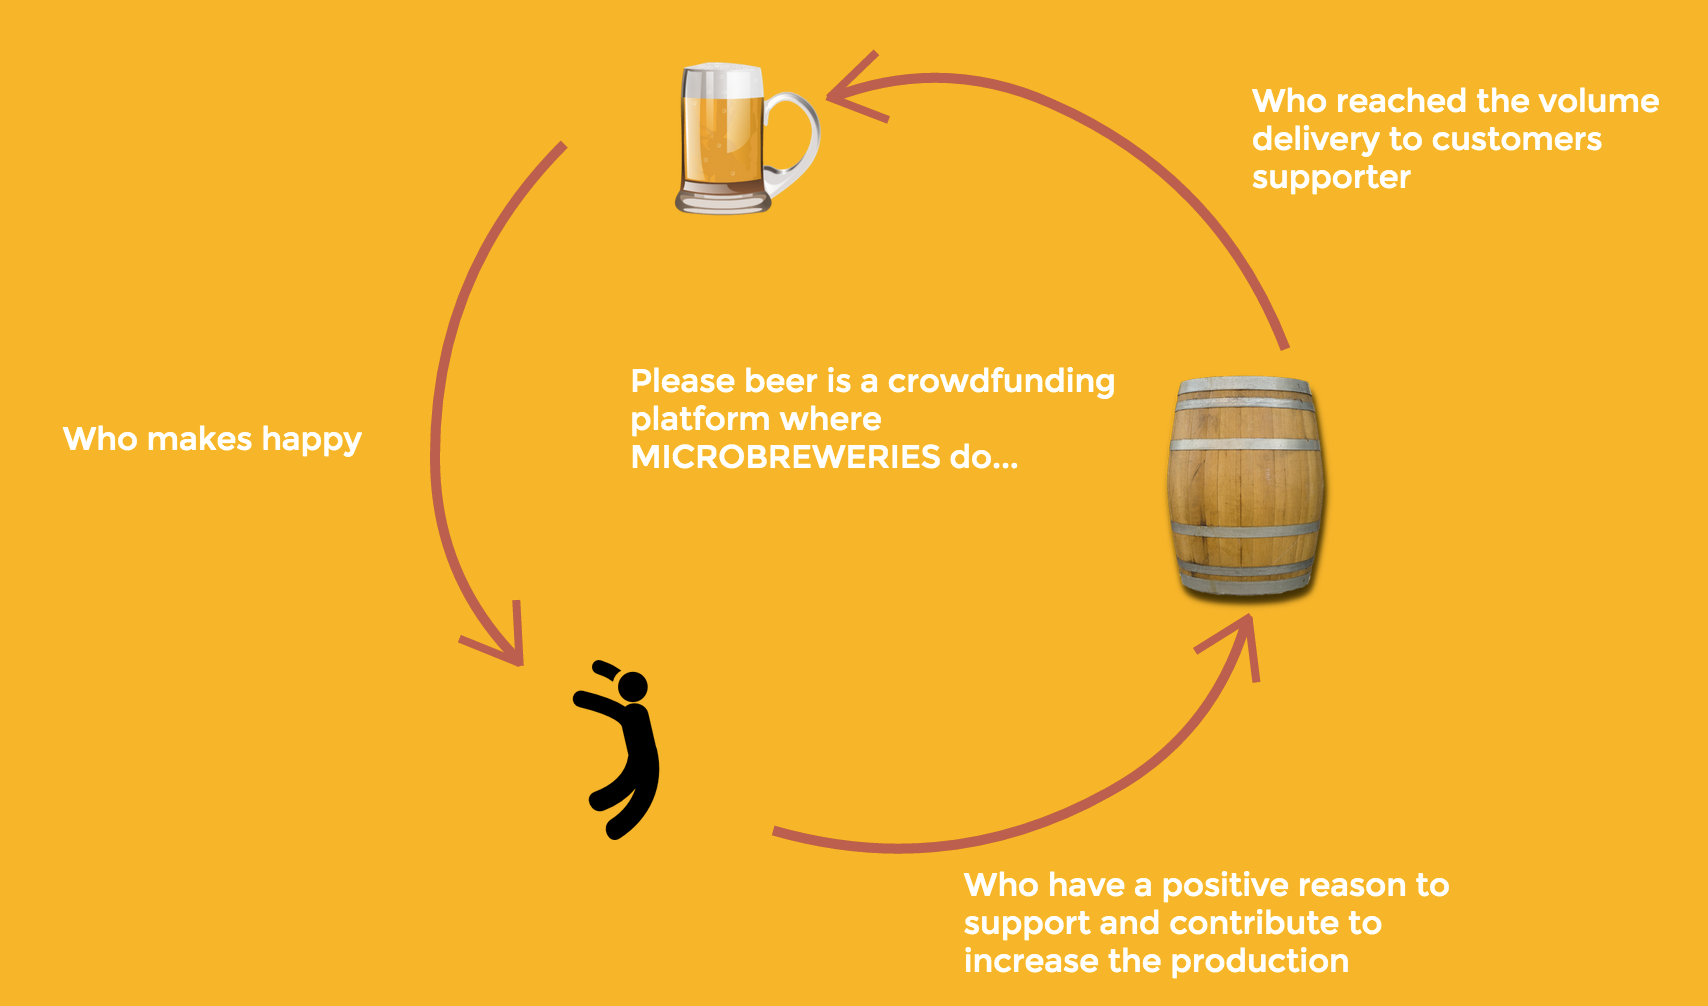 Who reached the volume
delivery to customers
supporter
Please beer is a crowdfunding
platform where
MICROBREWERIES do...
Who makes happy
Who have a positive reason to
support and contribute to
increase the production